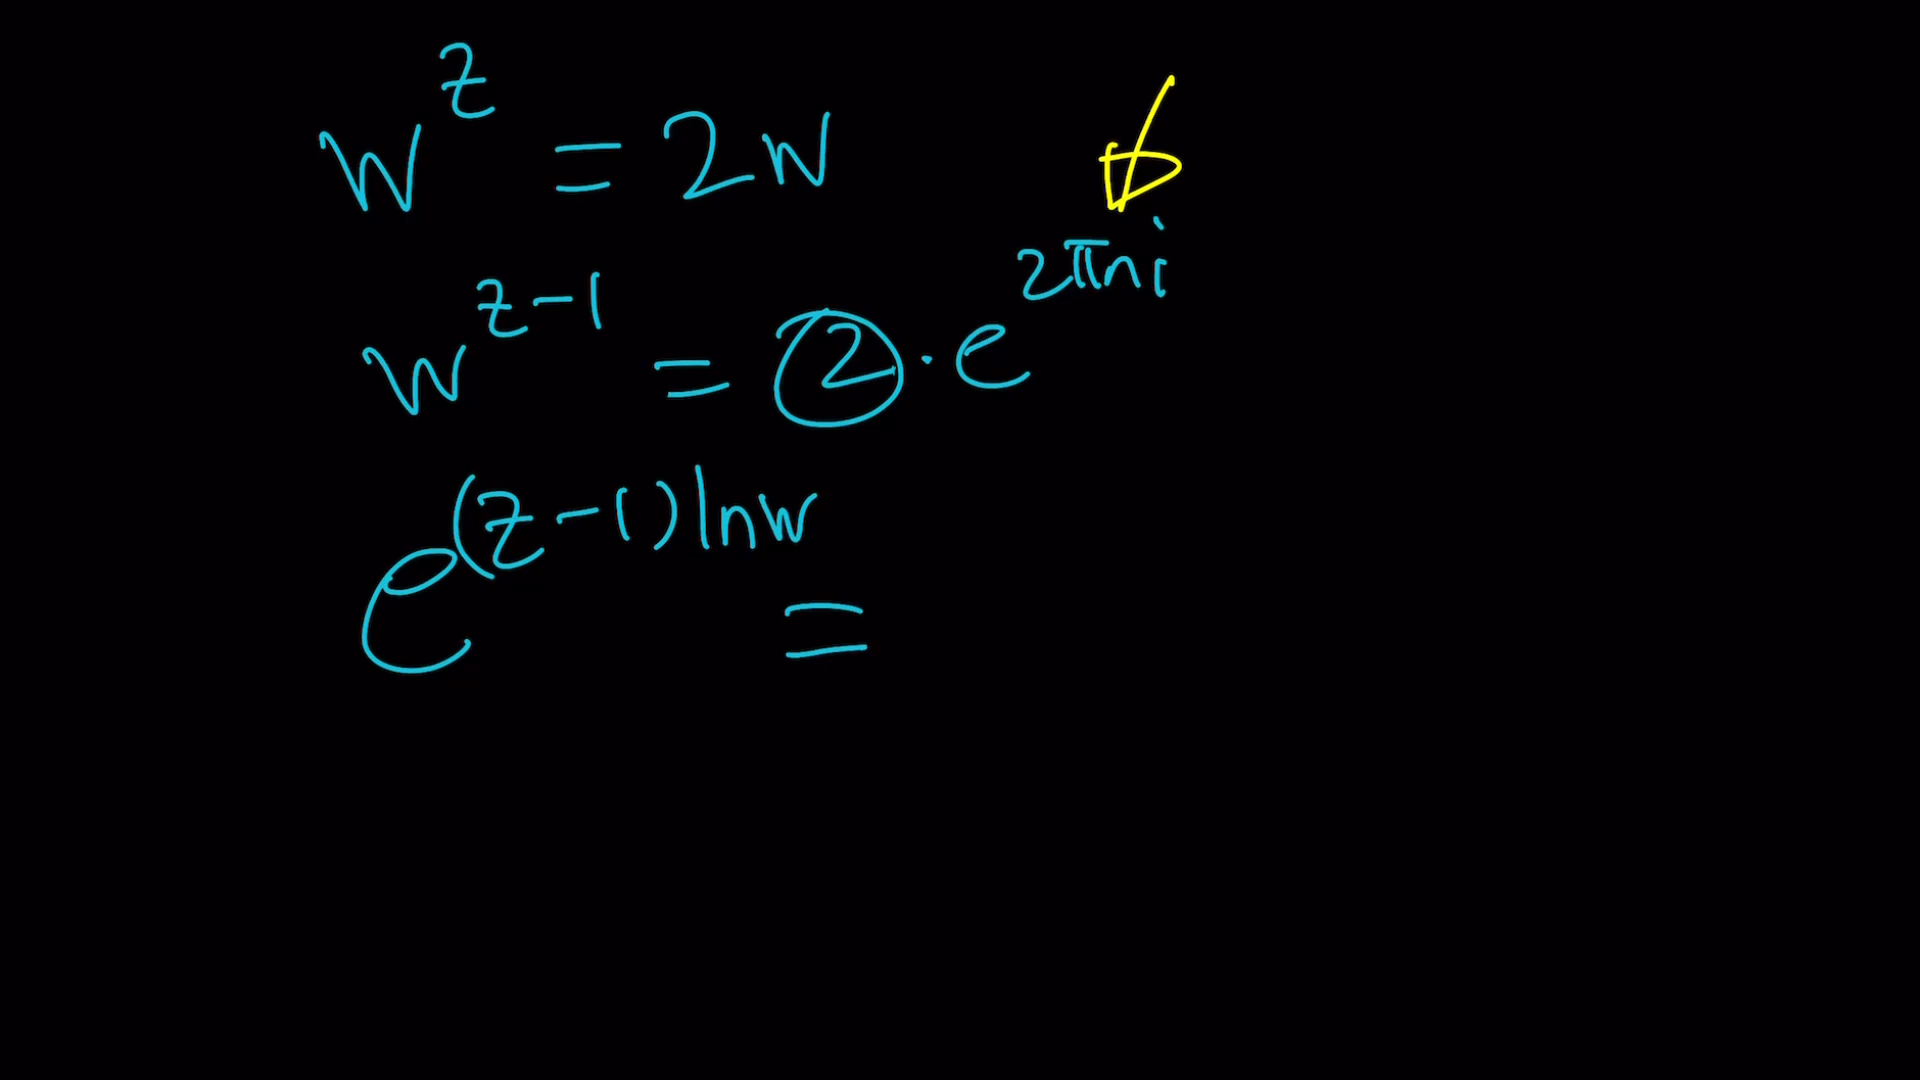 w^z = 2w
w^{z-1} = 2 · e^{2πni}
e^{(z-1)lnw} =